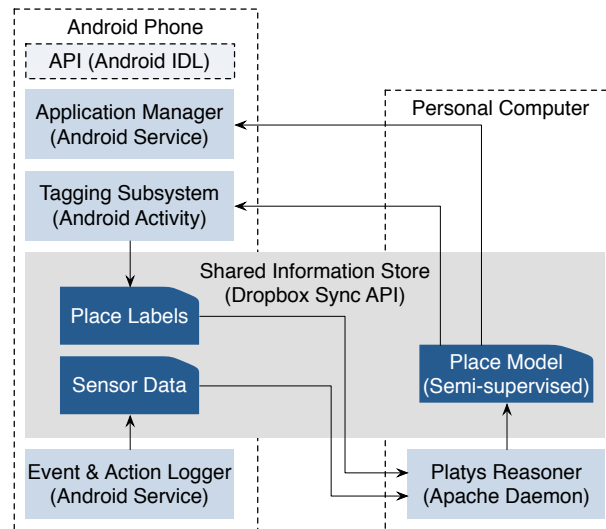 Android Phone
API (Android IDL)
Application Manager
(Android Service)
Personal Computer
Tagging Subsystem
(Android Activity)
Shared Information Store
(Dropbox Sync API)
Place Labels
Sensor Data
Place Model
(Semi-supervised)
Event & Action Logger
(Android Service)
Platys Reasoner
(Apache Daemon)